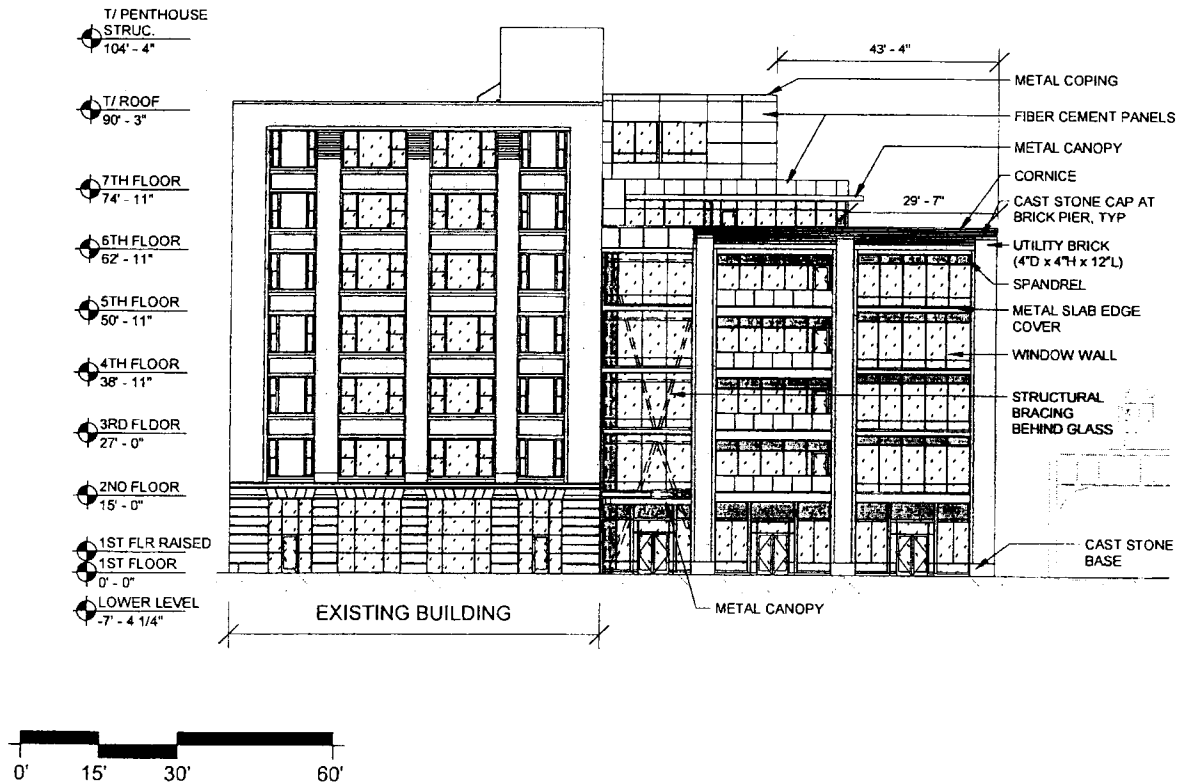 T/ PENTHOUSE
STRUC.
104' - 4"
T/ ROOF
90' - 3"
7TH FLOOR
74' - 11"
6TH FLOOR
62' - 11"
5TH FLOOR
50' - 11"
4TH FLOOR
38' - 11"
3RD FLOOR
27' - 0"
2ND FLOOR
15' - 0"
1ST FLR RAISED
1ST FLOOR
0' - 0"
LOWER LEVEL
-7' - 4 1/4"
43' - 4"
METAL COPING
FIBER CEMENT PANELS
METAL CANOPY
CORNICE
29' - 7"
CAST STONE CAP AT
BRICK PIER, TYP
UTILITY BRICK
(4"D x 4"H x 12"L)
SPANDREL
METAL SLAB EDGE
COVER
WINDOW WALL
STRUCTURAL
BRACING
BEHIND GLASS
CAST STONE
BASE
METAL CANOPY
EXISTING BUILDING
0' 15' 30' 60'